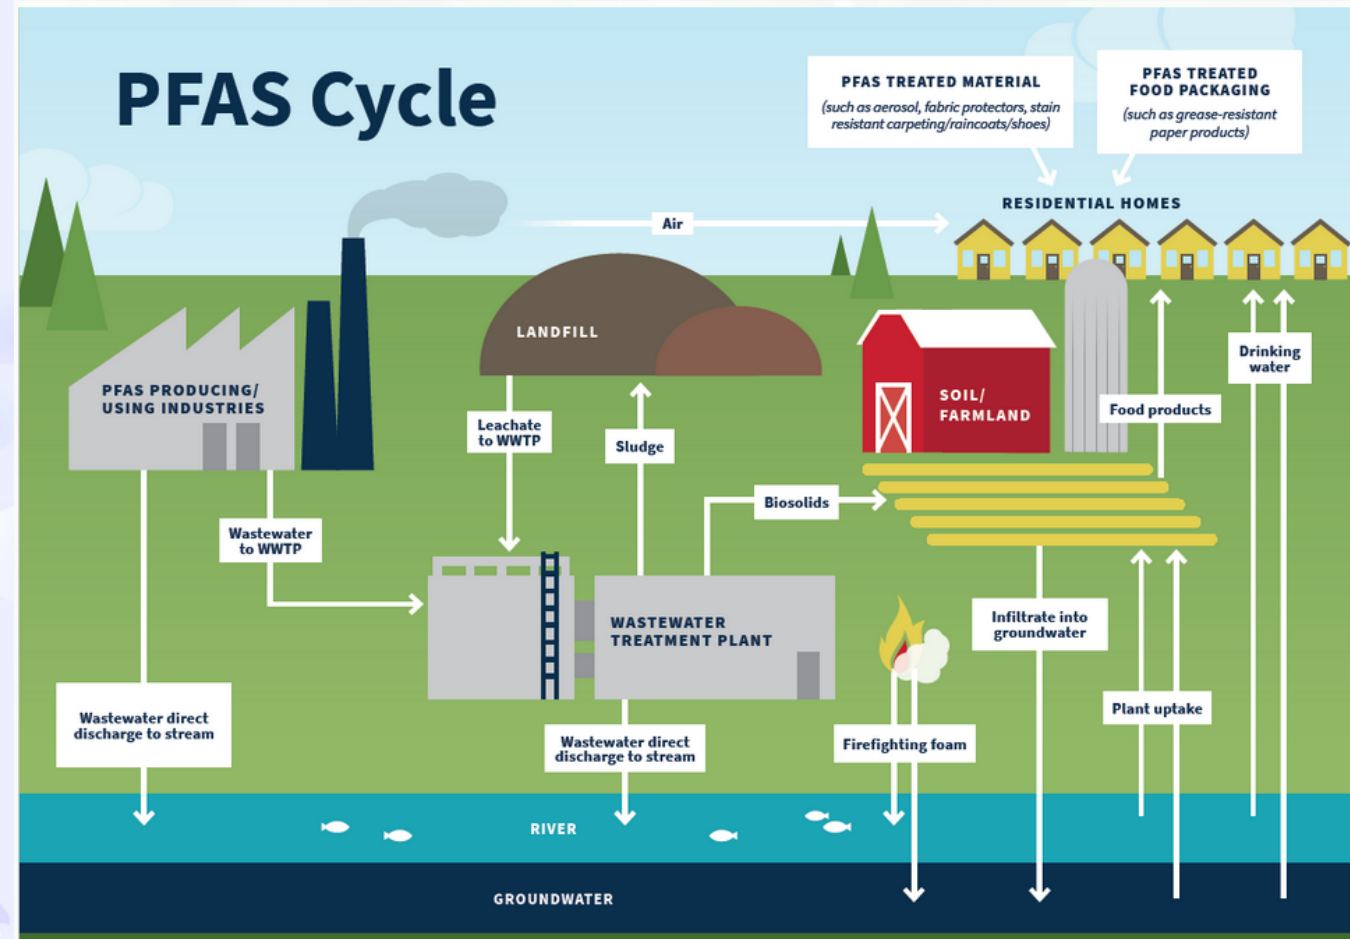 PFAS Cycle
PFAS TREATED MATERIAL
(such as aerosol, fabric protectors, stain
resistant carpeting/raincoats/shoes)
PFAS TREATED
FOOD PACKAGING
(such as grease-resistant
paper products)
RESIDENTIAL HOMES
Air
LANDFILL
PFAS PRODUCING/
USING INDUSTRIES
Leachate
to WWTP
Sludge
SOIL/
FARMLAND
Food products
Drinking
water
Biosolids
Wastewater
to WWTP
WASTEWATER
TREATMENT PLANT
Infiltrate into
groundwater
Plant uptake
Wastewater direct
discharge to stream
Wastewater direct
discharge to stream
Firefighting foam
RIVER
GROUNDWATER